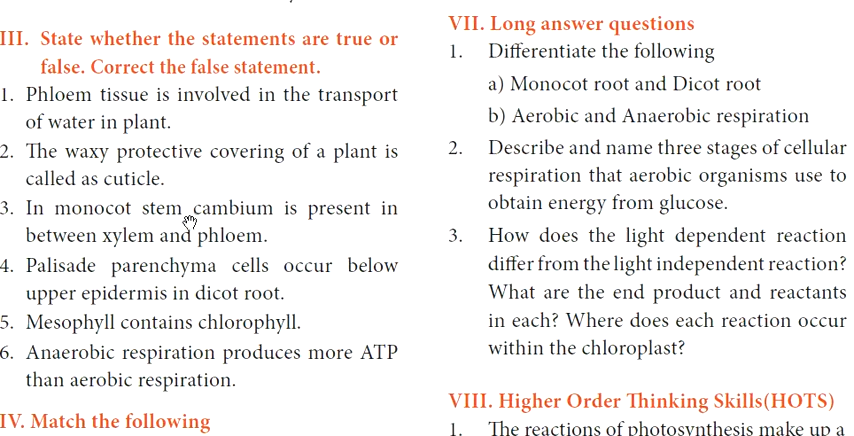 III. State whether the statements are true or
false. Correct the false statement.
1. Phloem tissue is involved in the transport
of water in plant.
2. The waxy protective covering of a plant is
called as cuticle.
3. In monocot stem cambium is present in
between xylem and phloem.
4. Palisade parenchyma cells occur below
upper epidermis in dicot root.
5. Mesophyll contains chlorophyll.
6. Anaerobic respiration produces more ATP
than aerobic respiration.
IV. Match the following
VII. Long answer questions
1. Differentiate the following
a) Monocot root and Dicot root
b) Aerobic and Anaerobic respiration
2. Describe and name three stages of cellular
respiration that aerobic organisms use to
obtain energy from glucose.
3. How does the light dependent reaction
differ from the light independent reaction?
What are the end product and reactants
in each? Where does each reaction occur
within the chloroplast?
VIII. Higher Order Thinking Skills(HOTS)
1. The reactions of photosynthesis make up a